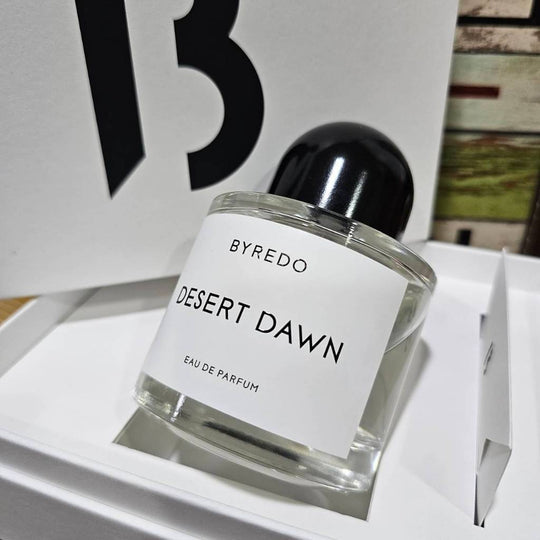 B
BYREDO
DESERT DAWN
EAU DE PARFUM